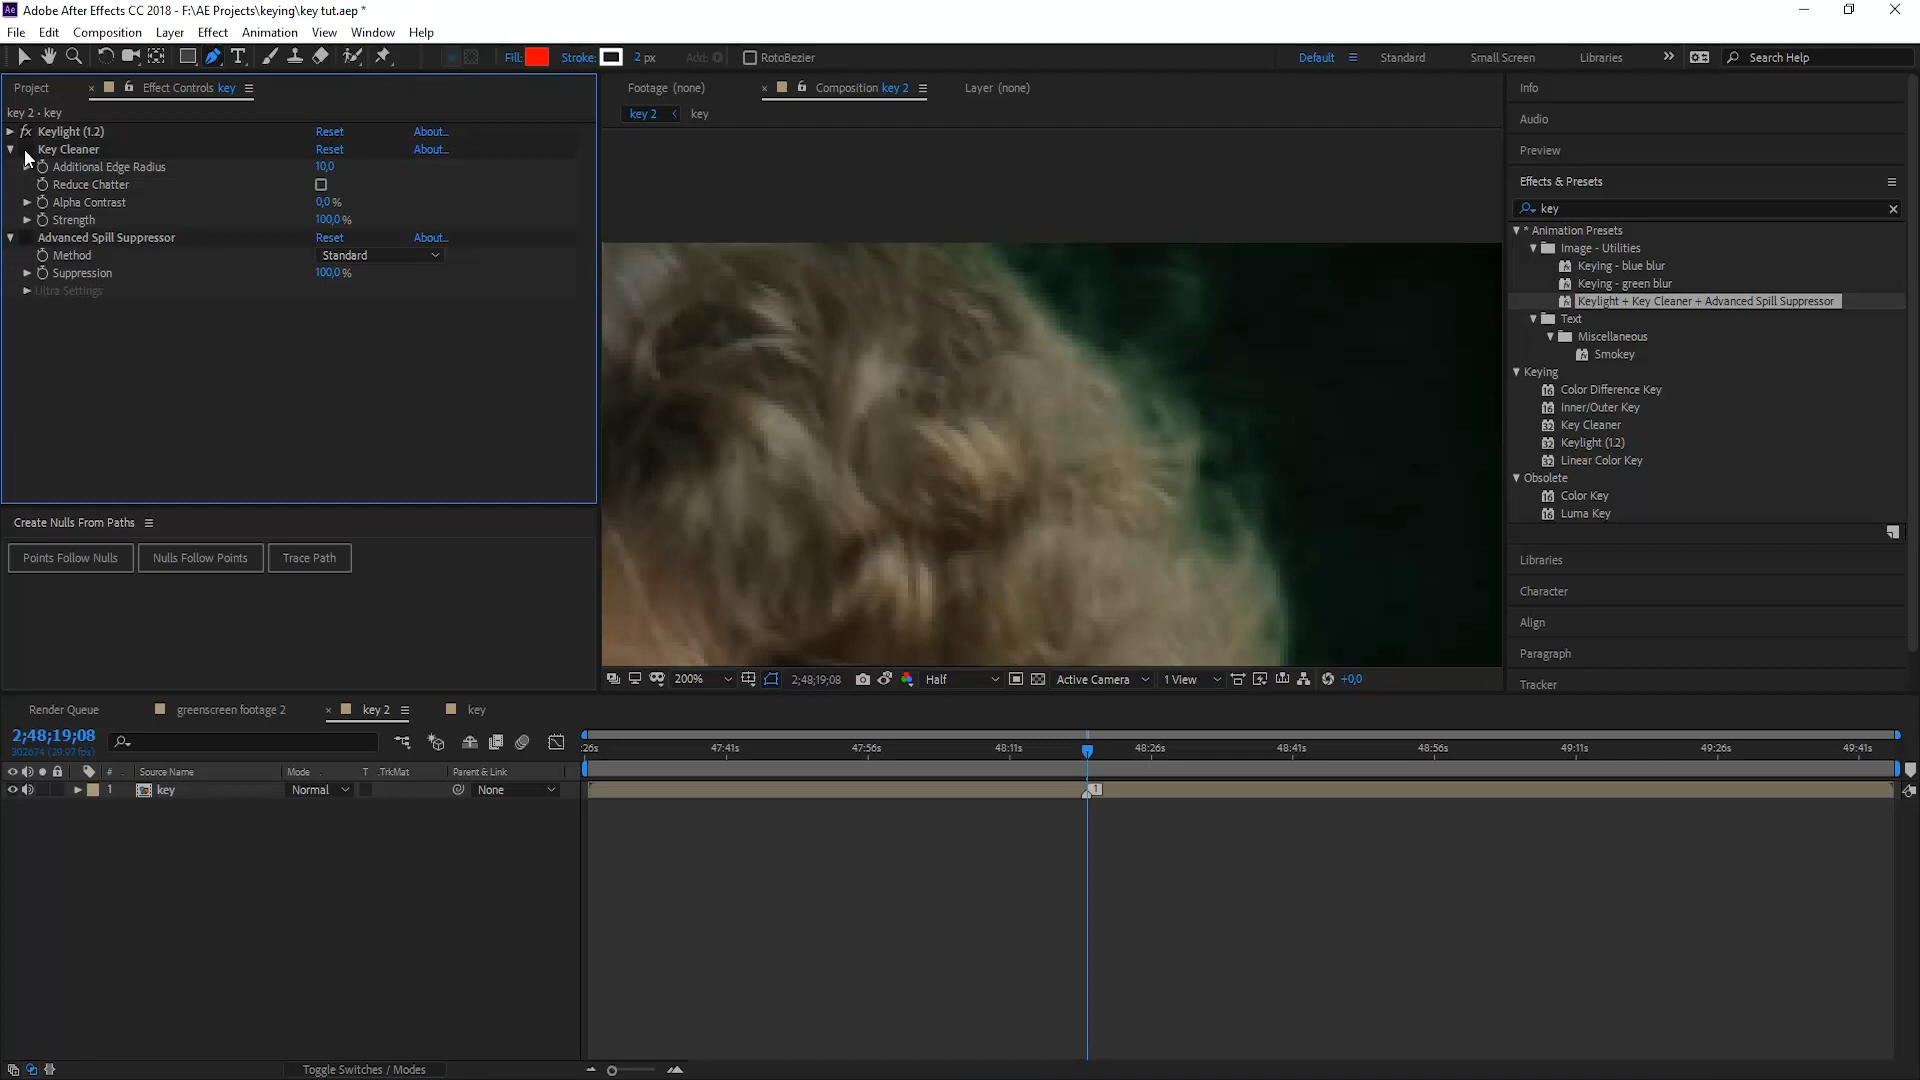 Adobe After Effects CC 2018 - F:\AE Projects\keying\key tut.aep *
File Edit Composition Layer Effect Animation View Window Help
Fill: Stroke: 2 px Add: RotoBezier Default Standard Small Screen Libraries Search Help
Project Effect Controls key
key 2 • key
Keylight (1.2) Reset About...
Key Cleaner Reset About...
Additional Edge Radius 10,0
Reduce Chatter
Alpha Contrast 0,0 %
Strength 100,0 %
Advanced Spill Suppressor Reset About...
Method Standard
Suppression 100,0 %
Ultra Settings
Create Nulls From Paths
Points Follow Nulls Nulls Follow Points Trace Path
Footage (none) Composition key 2 Layer (none)
key 2 key
200% 2;48;19;08 Half Active Camera 1 View +0,0
Info
Audio
Preview
Effects & Presets
key
* Animation Presets
Image - Utilities
Keying - blue blur
Keying - green blur
Keylight + Key Cleaner + Advanced Spill Suppressor
Text
Miscellaneous
Smokey
Keying
Color Difference Key
Inner/Outer Key
Key Cleaner
Keylight (1.2)
Linear Color Key
Obsolete
Color Key
Luma Key
Libraries
Character
Align
Paragraph
Tracker
Render Queue greenscreen footage 2 key 2 key
2;48;19;08
302674 (29.97 fps)
:26s 47:41s 47:56s 48:11s 48:26s 48:41s 48:56s 49:11s 49:26s 49:41s
# Source Name Mode T .TrkMat Parent & Link
1 key Normal None
1
Toggle Switches / Modes